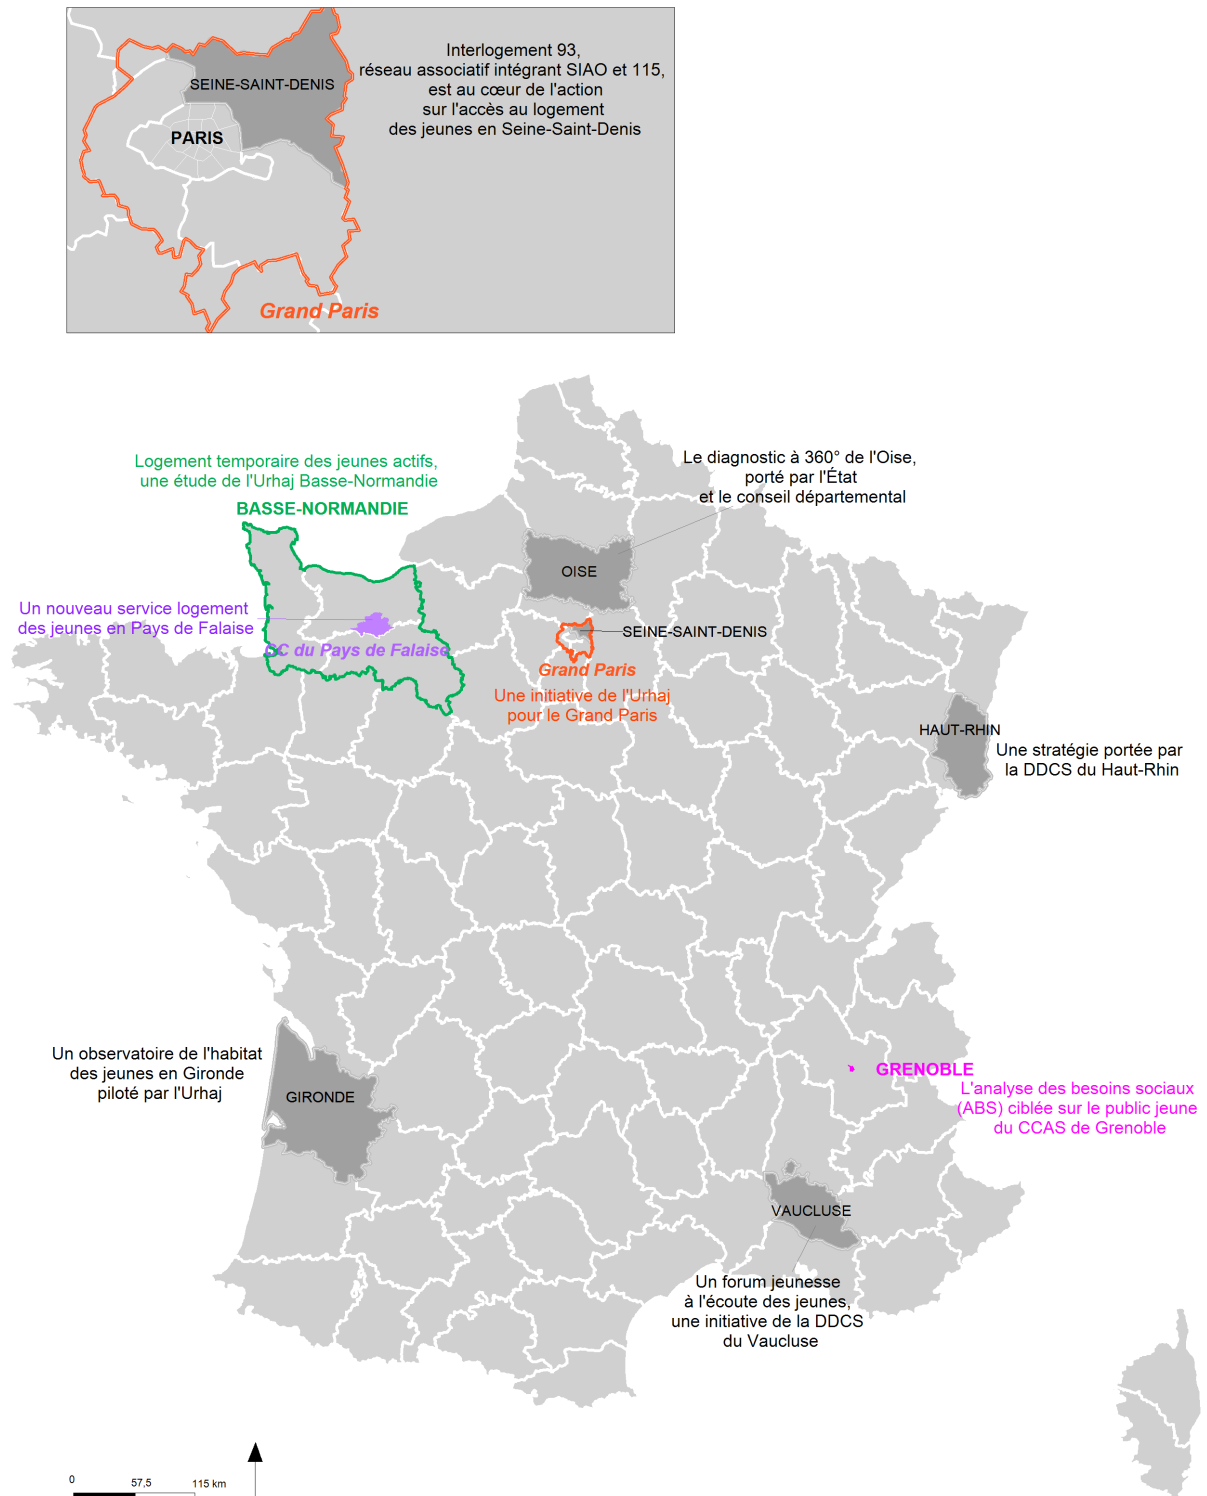 Interlogement 93,
réseau associatif intégrant SIAO et 115,
est au cœur de l'action
sur l'accès au logement
des jeunes en Seine-Saint-Denis
SEINE-SAINT-DENIS
PARIS
Grand Paris
Logement temporaire des jeunes actifs,
une étude de l'Urhaj Basse-Normandie
BASSE-NORMANDIE
Le diagnostic à 360° de l'Oise,
porté par l'État
et le conseil départemental
OISE
Un nouveau service logement
des jeunes en Pays de Falaise
CC du Pays de Falaise
SEINE-SAINT-DENIS
Grand Paris
Une initiative de l'Urhaj
pour le Grand Paris
HAUT-RHIN
Une stratégie portée par
la DDCS du Haut-Rhin
Un observatoire de l'habitat
des jeunes en Gironde
piloté par l'Urhaj
GIRONDE
GRENOBLE
L'analyse des besoins sociaux
(ABS) ciblée sur le public jeune
du CCAS de Grenoble
VAUCLUSE
Un forum jeunesse
à l'écoute des jeunes,
une initiative de la DDCS
du Vaucluse
0 57,5 115 km